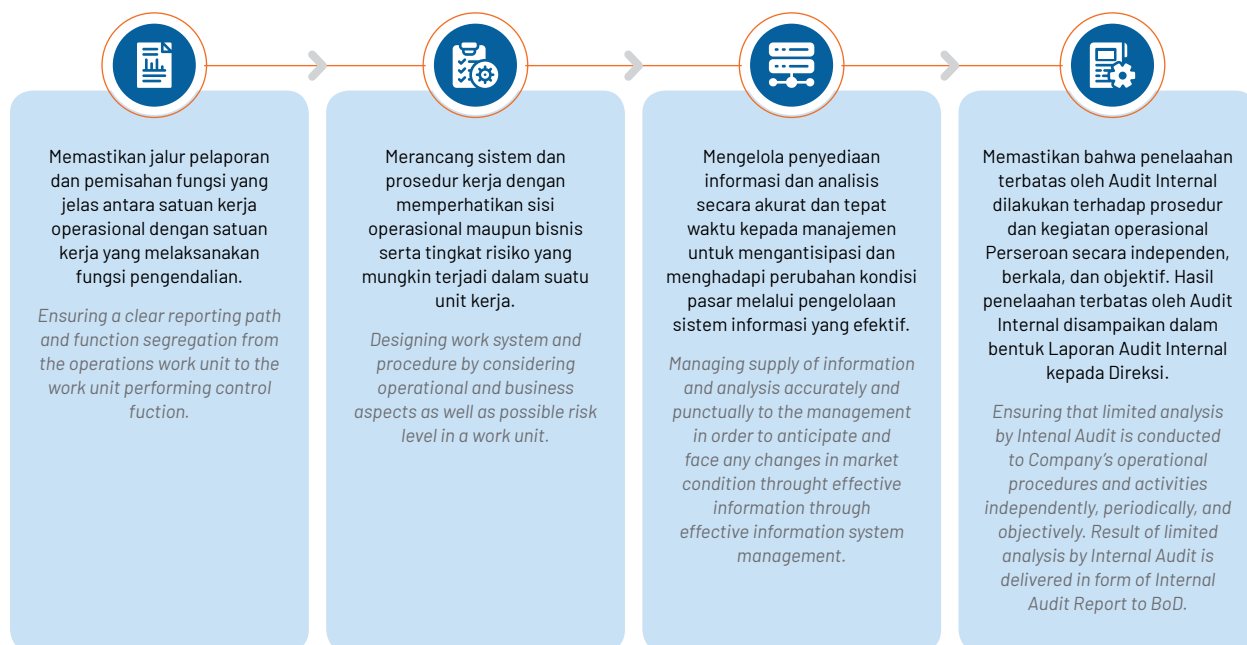 Memastikan jalur pelaporan
dan pemisahan fungsi yang
jelas antara satuan kerja
operasional dengan satuan
kerja yang melaksanakan
fungsi pengendalian.
Ensuring a clear reporting path
and function segregation from
the operations work unit to the
work unit performing control
fuction.
Merancang sistem dan
prosedur kerja dengan
memperhatikan sisi
operasional maupun bisnis
serta tingkat risiko yang
mungkin terjadi dalam suatu
unit kerja.
Designing work system and
procedure by considering
operational and business
aspects as well as possible risk
level in a work unit.
Mengelola penyediaan
informasi dan analisis
secara akurat dan tepat
waktu kepada manajemen
untuk mengantisipasi dan
menghadapi perubahan kondisi
pasar melalui pengelolaan
sistem informasi yang efektif.
Managing supply of information
and analysis accurately and
punctually to the management
in order to anticipate and
face any changes in market
condition throught effective
information through
effective information system
management.
Memastikan bahwa penelaahan
terbatas oleh Audit Internal
dilakukan terhadap prosedur
dan kegiatan operasional
Perseroan secara independen,
berkala, dan objektif. Hasil
penelaahan terbatas oleh Audit
Internal disampaikan dalam
bentuk Laporan Audit Internal
kepada Direksi.
Ensuring that limited analysis
by Intenal Audit is conducted
to Company's operational
procedures and activities
independently, periodically, and
objectively. Result of limited
analysis by Internal Audit is
delivered in form of Internal
Audit Report to BoD.